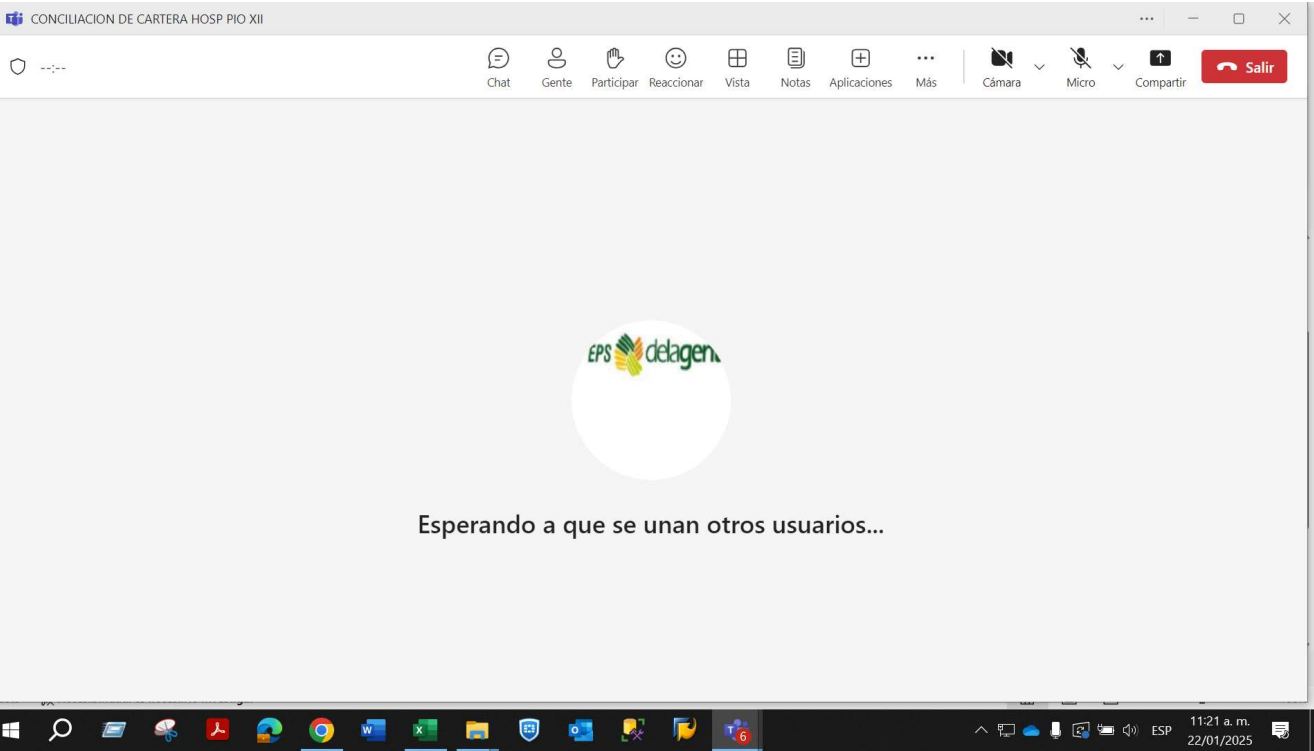 CONCILIACION DE CARTERA HOSP PIO XII
--:--
Chat
Gente
Participar
Reaccionar
Vista
Notas
Aplicaciones
Más
Cámara
Micro
Compartir
Salir
EPS delagen
Esperando a que se unan otros usuarios...
6
ESP
11:21 a. m.
22/01/2025